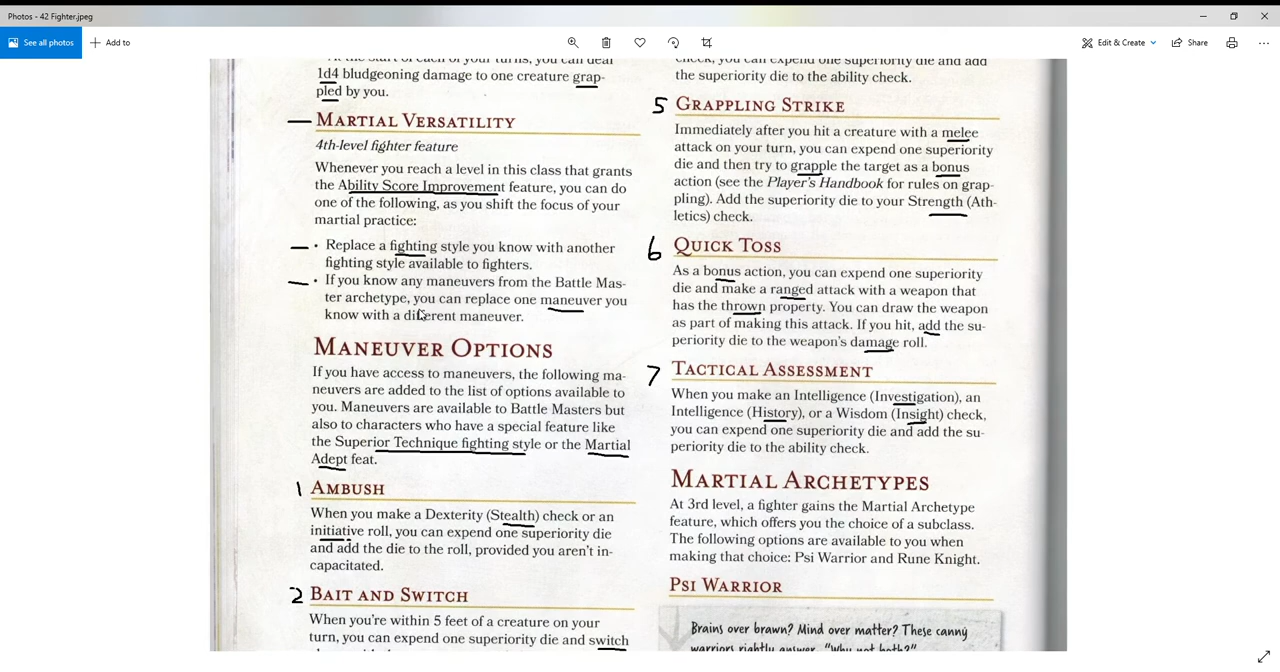 Photos - 42 Fighter.jpeg
See all photos
Add to
Edit & Create
Share
1d4 bludgeoning damage to one creature grap-
pled by you.
MARTIAL VERSATILITY
4th-level fighter feature
Whenever you reach a level in this class that grants
the Ability Score Improvement feature, you can do
one of the following, as you shift the focus of your
martial practice:
• Replace a fighting style you know with another
fighting style available to fighters.
• If you know any maneuvers from the Battle Mas-
ter archetype, you can replace one maneuver you
know with a different maneuver.
MANEUVER OPTIONS
If you have access to maneuvers, the following ma-
neuvers are added to the list of options available to
you. Maneuvers are available to Battle Masters but
also to characters who have a special feature like
the Superior Technique fighting style or the Martial
Adept feat.
1 AMBUSH
When you make a Dexterity (Stealth) check or an
initiative roll, you can expend one superiority die
and add the die to the roll, provided you aren't in-
capacitated.
2 BAIT AND SWITCH
When you're within 5 feet of a creature on your
turn, you can expend one superiority die and switch
check, you can expend one superiority die and add
the superiority die to the ability check.
5 GRAPPLING STRIKE
Immediately after you hit a creature with a melee
attack on your turn, you can expend one superiority
die and then try to grapple the target as a bonus
action (see the Player's Handbook for rules on grap-
pling). Add the superiority die to your Strength (Ath-
letics) check.
6 QUICK TOSS
As a bonus action, you can expend one superiority
die and make a ranged attack with a weapon that
has the thrown property. You can draw the weapon
as part of making this attack. If you hit, add the su-
periority die to the weapon's damage roll.
7 TACTICAL ASSESSMENT
When you make an Intelligence (Investigation), an
Intelligence (History), or a Wisdom (Insight) check,
you can expend one superiority die and add the su-
periority die to the ability check.
MARTIAL ARCHETYPES
At 3rd level, a fighter gains the Martial Archetype
feature, which offers you the choice of a subclass.
The following options are available to you when
making that choice: Psi Warrior and Rune Knight.
PSI WARRIOR
Brains over brawn? Mind over matter? These canny
warriors rightly answer, "Why not both?"